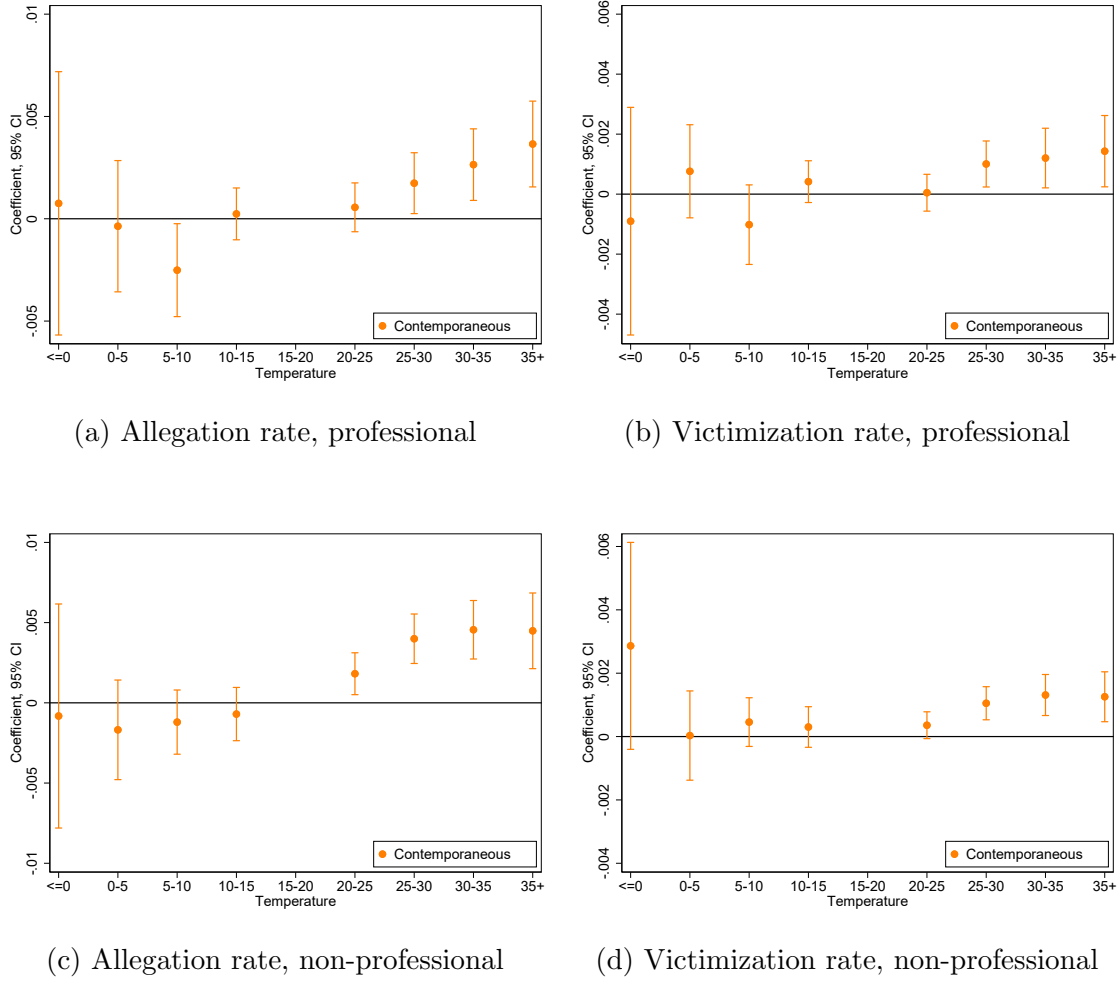 Coefficient, 95% CI
.01
.005
0
-.005
<=0 0-5 5-10 10-15 15-20 20-25 25-30 30-35 35+
Temperature
Contemporaneous
(a) Allegation rate, professional
Coefficient, 95% CI
.006
.004
.002
0
-.002
-.004
<=0 0-5 5-10 10-15 20-25 25-30 30-35 35+
Temperature
Contemporaneous
(b) Victimization rate, professional
Coefficient, 95% CI
.01
.005
0
-.005
-.01
<=0 0-5 5-10 10-15 15-20 20-25 25-30 30-35 35+
Temperature
Contemporaneous
(c) Allegation rate, non-professional
Coefficient, 95% CI
.006
.004
.002
0
-.002
-.004
<=0 0-5 5-10 10-15 15-20 20-25 25-30 30-35 35+
Temperature
Contemporaneous
(d) Victimization rate, non-professional